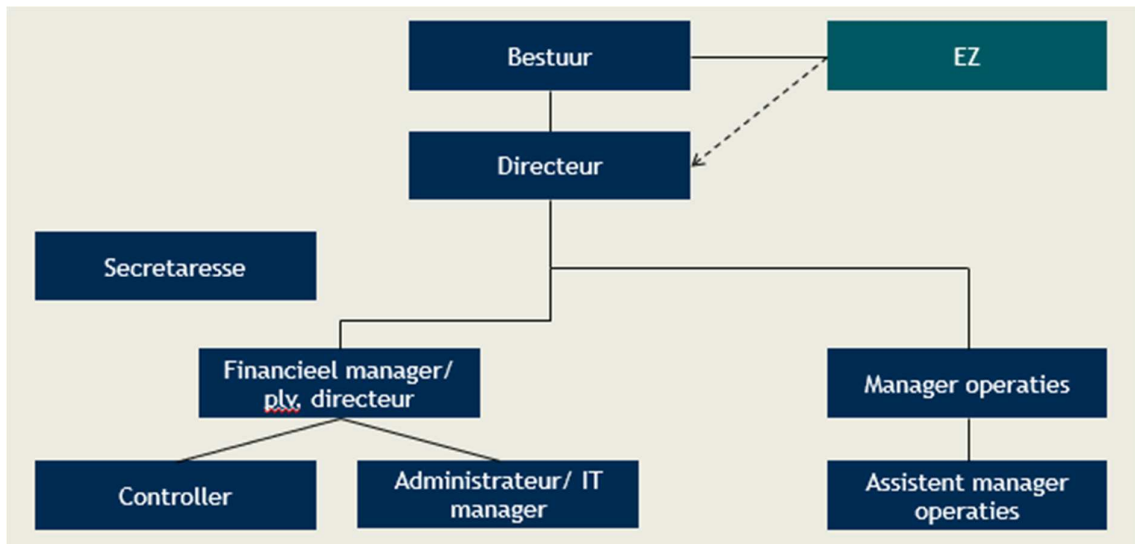 Bestuur
EZ
Directeur
Secretaresse
Financieel manager/
plv. directeur
Manager operaties
Controller
Administrateur/ IT
manager
Assistent manager
operaties